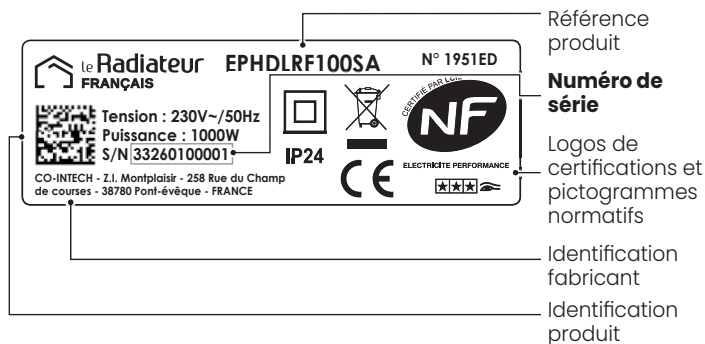 le Radiateur
FRANÇAIS
EPHDLRF100SA
N° 1951ED
Tension : 230V~/50Hz
Puissance : 1000W
S/N 33260100001
IP24
CERTIFIÉ PAR LCIE
NF
ELECTRICITE PERFORMANCE
CE
CO-INTECH - Z.I. Montplaisir - 258 Rue du Champ
de courses - 38780 Pont-évêque - FRANCE
Référence
produit
Numéro de
série
Logos de
certifications et
pictogrammes
normatifs
Identification
fabricant
Identification
produit